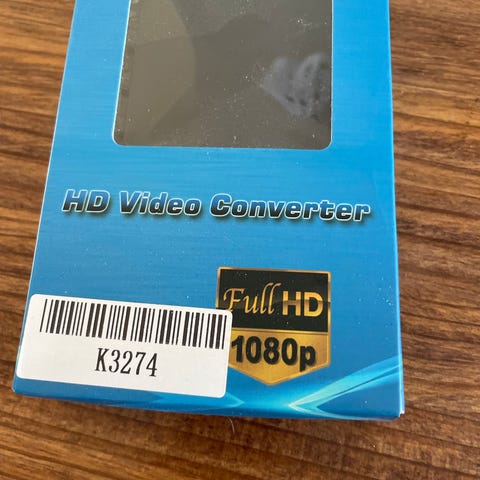 HD Video Converter
Full HD
1080p
K3274